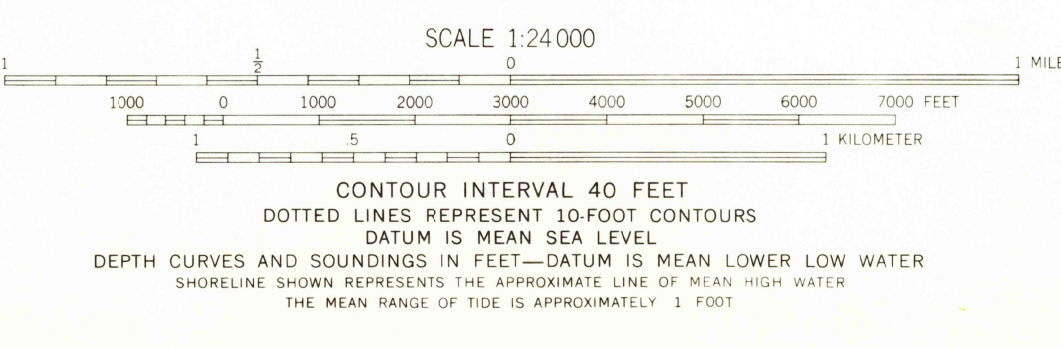 SCALE 1:24 000
1 1/2 0 1 MILE
1000 0 1000 2000 3000 4000 5000 6000 7000 FEET
1 .5 0 1 KILOMETER
CONTOUR INTERVAL 40 FEET
DOTTED LINES REPRESENT 10-FOOT CONTOURS
DATUM IS MEAN SEA LEVEL
DEPTH CURVES AND SOUNDINGS IN FEET—DATUM IS MEAN LOWER LOW WATER
SHORELINE SHOWN REPRESENTS THE APPROXIMATE LINE OF MEAN HIGH WATER
THE MEAN RANGE OF TIDE IS APPROXIMATELY 1 FOOT